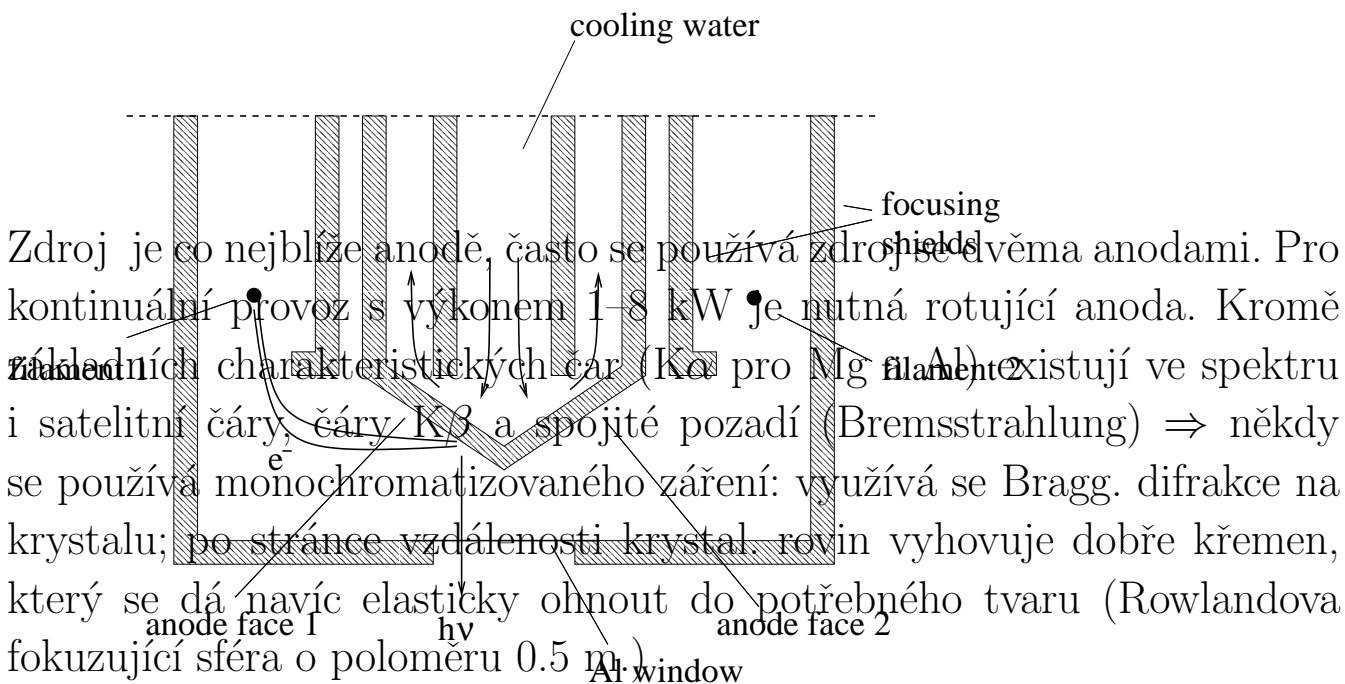 cooling water
focusing
shields
Zdroj je co nejblíže anodě, často se používá zdroj se dvěma anodami. Pro
kontinuální provoz s výkonem 1–8 kW je nutná rotující anoda. Kromě
filament 1
základních charakteristických čar (Kα pro Mg a Al) existují ve spektru
filament 2
i satelitní čáry, čáry Kβ a spojité pozadí (Bremsstrahlung) ⇒ někdy
e⁻
se používá monochromatizovaného záření: využívá se Bragg. difrakce na
krystalu; po stránce vzdálenosti krystal. rovin vyhovuje dobře křemen,
který se dá navíc elasticky ohnout do potřebného tvaru (Rowlandova
anode face 1
hν
anode face 2
fokuzující sféra o poloměru 0.5 m.)
Al window